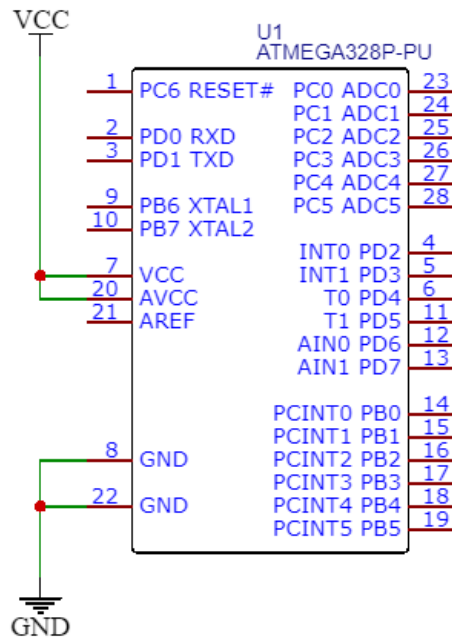 VCC
U1
ATMEGA328P-PU
1 PC6 RESET# PC0 ADC0 23
PC1 ADC1 24
2 PD0 RXD PC2 ADC2 25
3 PD1 TXD PC3 ADC3 26
PC4 ADC4 27
9 PB6 XTAL1 PC5 ADC5 28
10 PB7 XTAL2
INT0 PD2 4
7 VCC INT1 PD3 5
20 AVCC T0 PD4 6
21 AREF T1 PD5 11
AIN0 PD6 12
AIN1 PD7 13
PCINT0 PB0 14
PCINT1 PB1 15
8 GND PCINT2 PB2 16
PCINT3 PB3 17
22 GND PCINT4 PB4 18
PCINT5 PB5 19
GND